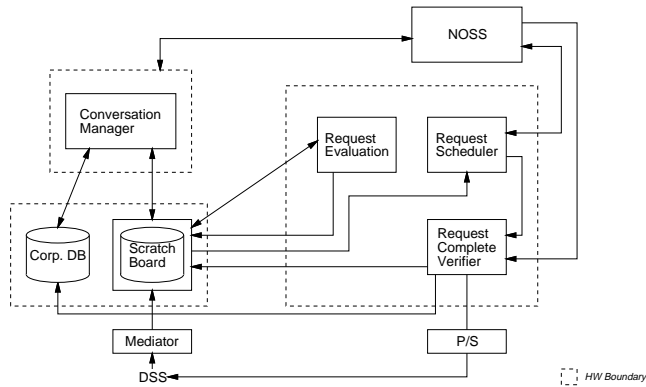 NOSS
Conversation
Manager
Request
Evaluation
Request
Scheduler
Corp. DB
Scratch
Board
Request
Complete
Verifier
Mediator
P/S
DSS
HW Boundary